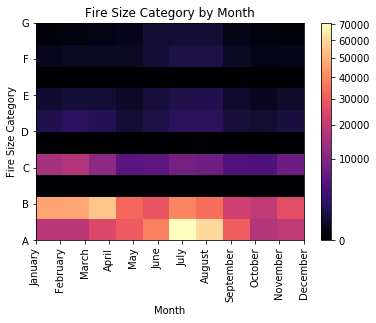 Fire Size Category by Month
Fire Size Category
G
F
E
D
C
B
A
January
February
March
April
May
June
July
August
September
October
November
December
Month
70000
60000
50000
40000
30000
20000
10000
0